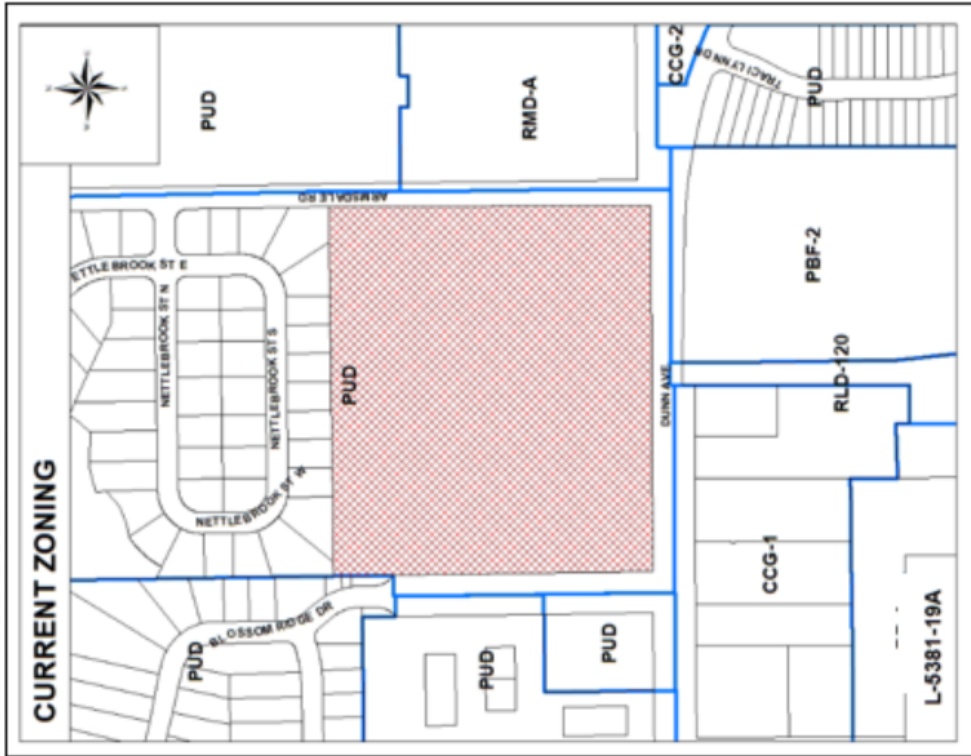 CURRENT ZONING
PUD
RMD-A
CCG-2
TRACI LYNN DR
PUD
ARMSDALE RD
ETTLEBROOK ST E
NETTLEBROOK ST N
NETTLEBROOK ST S
NETTLEBROOK ST W
PUD
DUNN AVE
PBF-2
RLD-120
BLOSSOM RIDGE DR
PUD
PUD
PUD
CCG-1
L-5381-19A